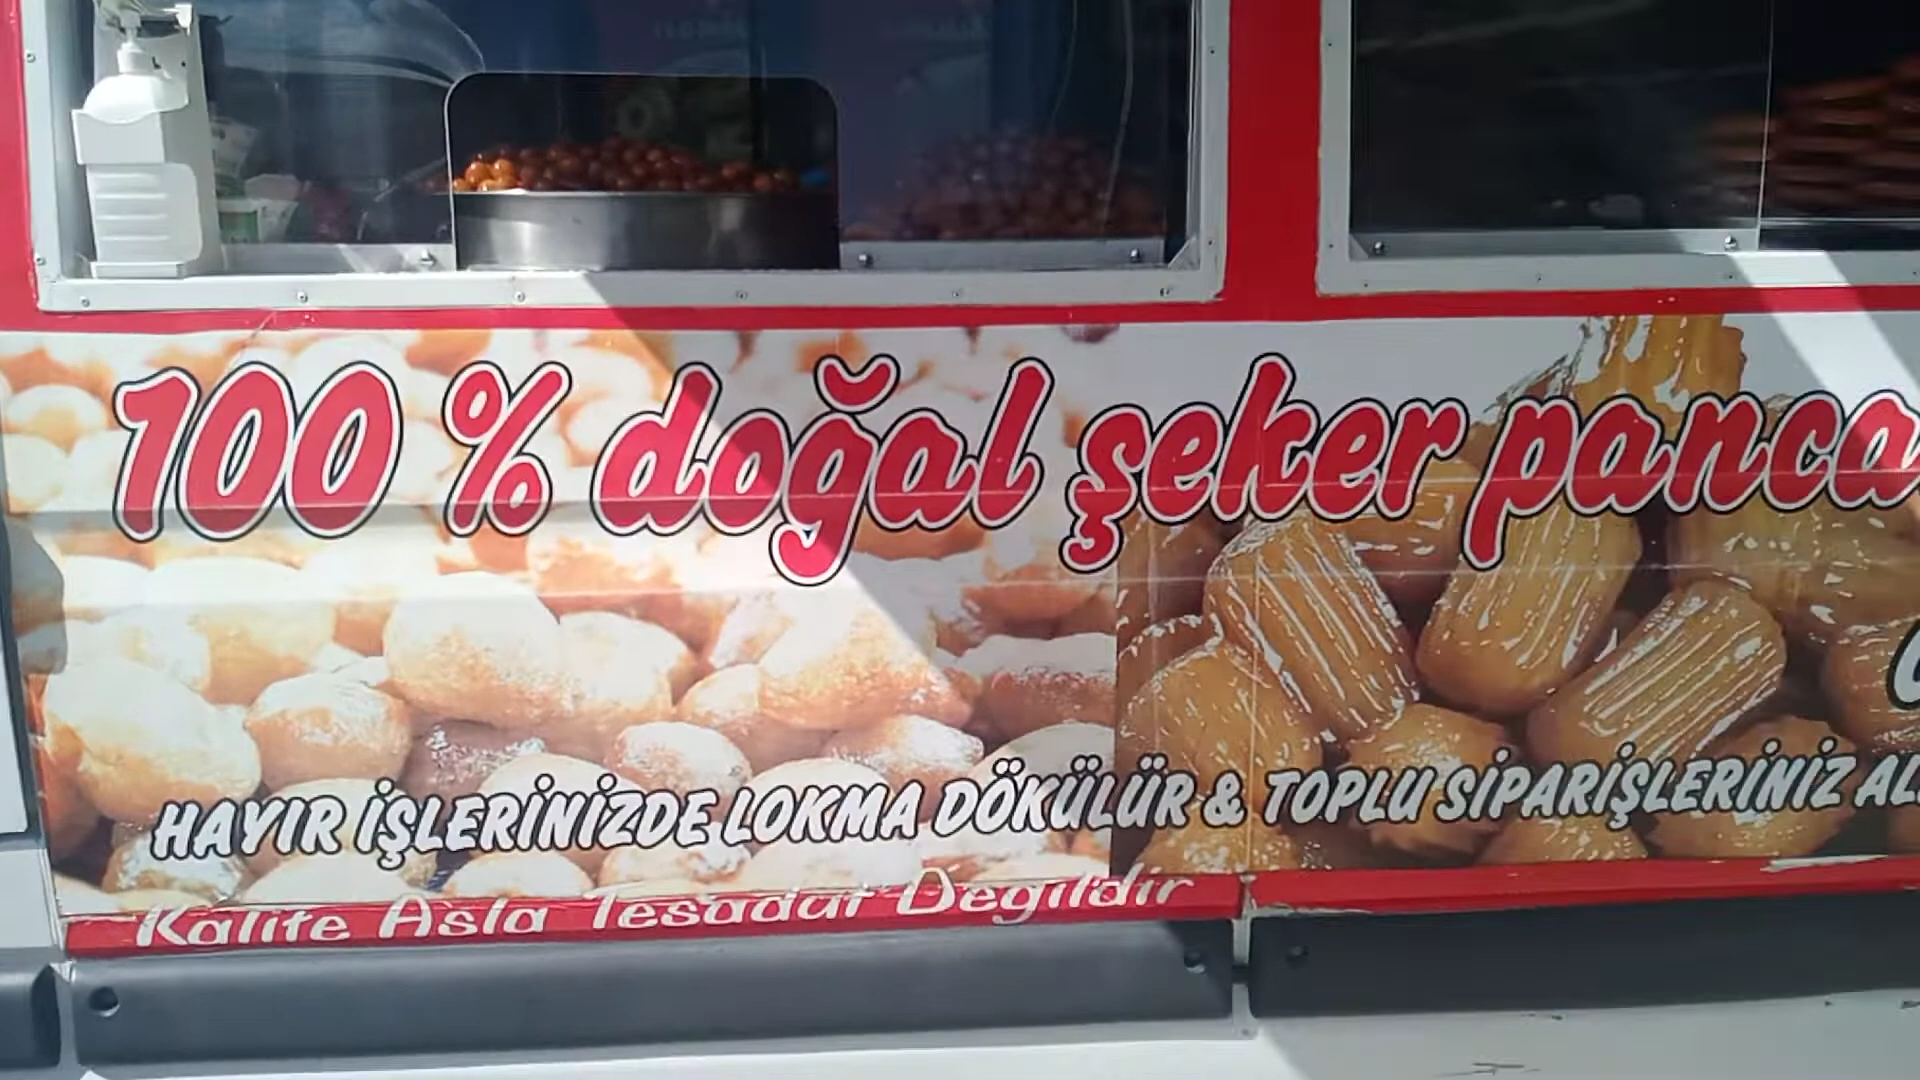 100 % doğal şeker panca
HAYIR İŞLERİNİZDE LOKMA DÖKÜLÜR & TOPLU SİPARİŞLERİNİZ AL
Kalite Asla Tesadüf Değildir